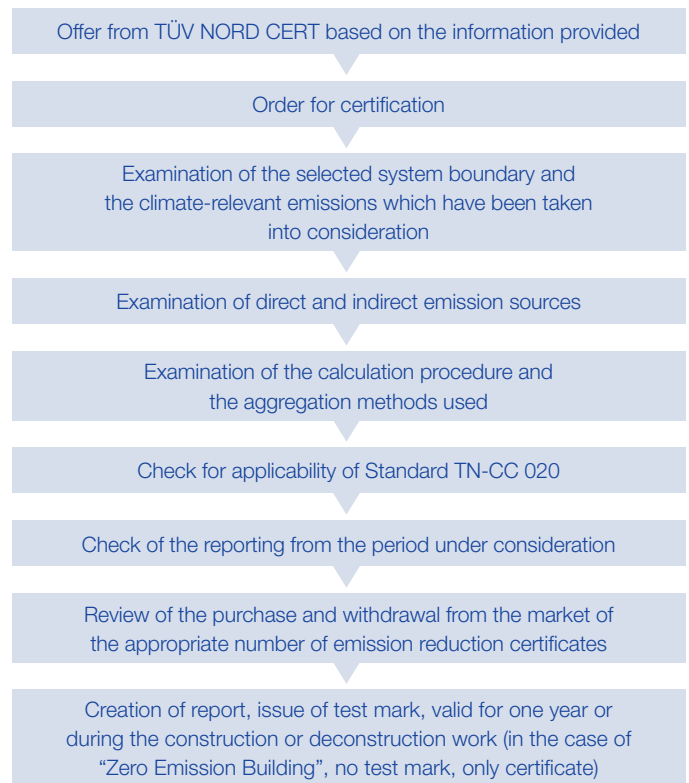 Offer from TÜV NORD CERT based on the information provided
Order for certification
Examination of the selected system boundary and
the climate-relevant emissions which have been taken
into consideration
Examination of direct and indirect emission sources
Examination of the calculation procedure and
the aggregation methods used
Check for applicability of Standard TN-CC 020
Check of the reporting from the period under consideration
Review of the purchase and withdrawal from the market of
the appropriate number of emission reduction certificates
Creation of report, issue of test mark, valid for one year or
during the construction or deconstruction work (in the case of
“Zero Emission Building”, no test mark, only certificate)